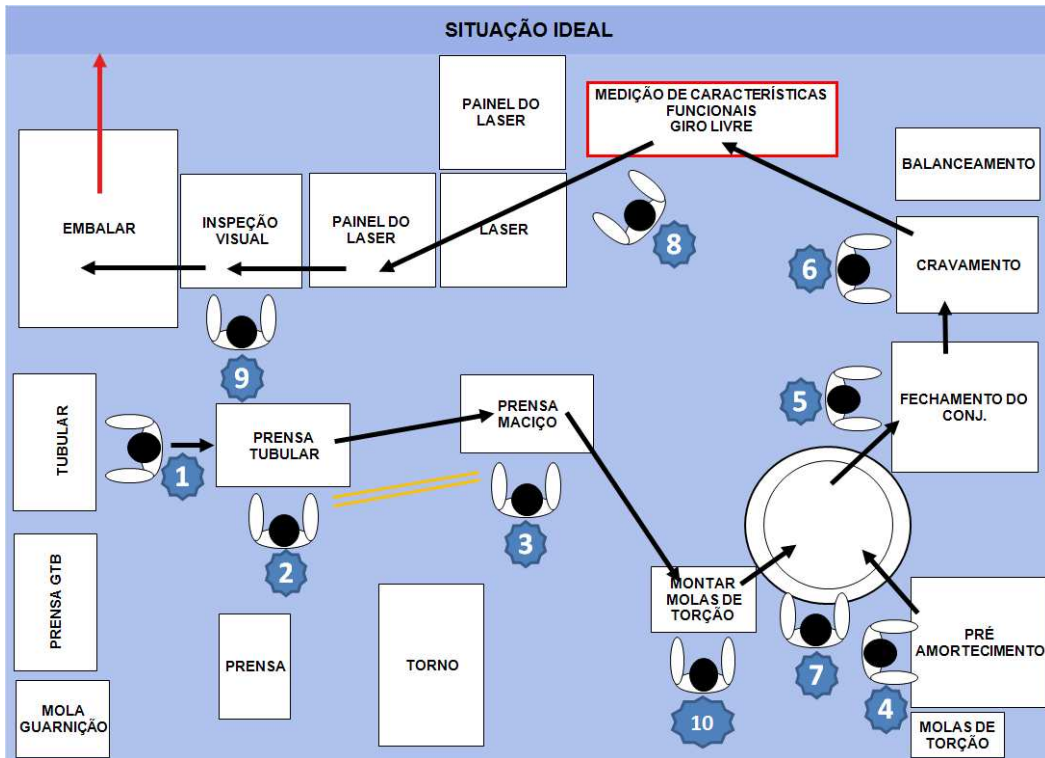 SITUAÇÃO IDEAL
PAINEL DO
LASER
MEDIÇÃO DE CARACTERÍSTICAS
FUNCIONAIS
GIRO LIVRE
BALANCEAMENTO
EMBALAR
INSPEÇÃO
VISUAL
PAINEL DO
LASER
LASER
8
6
CRAVAMENTO
9
5
FECHAMENTO DO
CONJ.
TUBULAR
1
PRENSA
TUBULAR
PRENSA
MACIÇO
2
3
PRENSA GTB
PRENSA
TORNO
MONTAR
MOLAS DE
TORÇÃO
10
7
4
PRÉ
AMORTECIMENTO
MOLA
GUARNIÇÃO
MOLAS DE
TORÇÃO